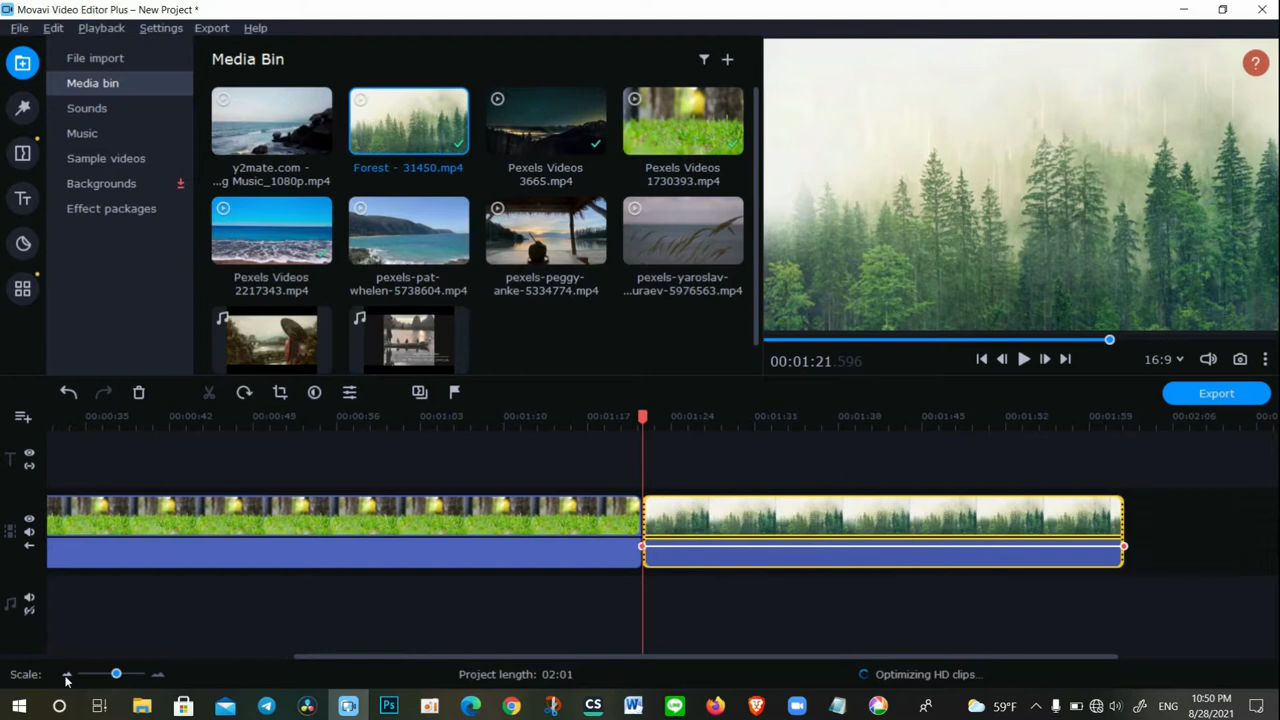 Movavi Video Editor Plus – New Project *
File Edit Playback Settings Export Help
File import
Media bin
Sounds
Music
Sample videos
Backgrounds
Effect packages
Media Bin
y2mate.com -
...g Music_1080p.mp4
Forest - 31450.mp4
Pexels Videos
3665.mp4
Pexels Videos
1730393.mp4
Pexels Videos
2217343.mp4
pexels-pat-
whelen-5738604.mp4
pexels-peggy-
anke-5334774.mp4
pexels-yaroslav-
...uraev-5976563.mp4
?
00:01:21.596
16:9
Export
00:00:35 00:00:42 00:00:49 00:00:56 00:01:03 00:01:10 00:01:17 00:01:24 00:01:31 00:01:38 00:01:45 00:01:52 00:01:59 00:02:06
Scale:
Project length: 02:01
Optimizing HD clips...
Ps
CS
59°F
ENG
10:50 PM
8/28/2021